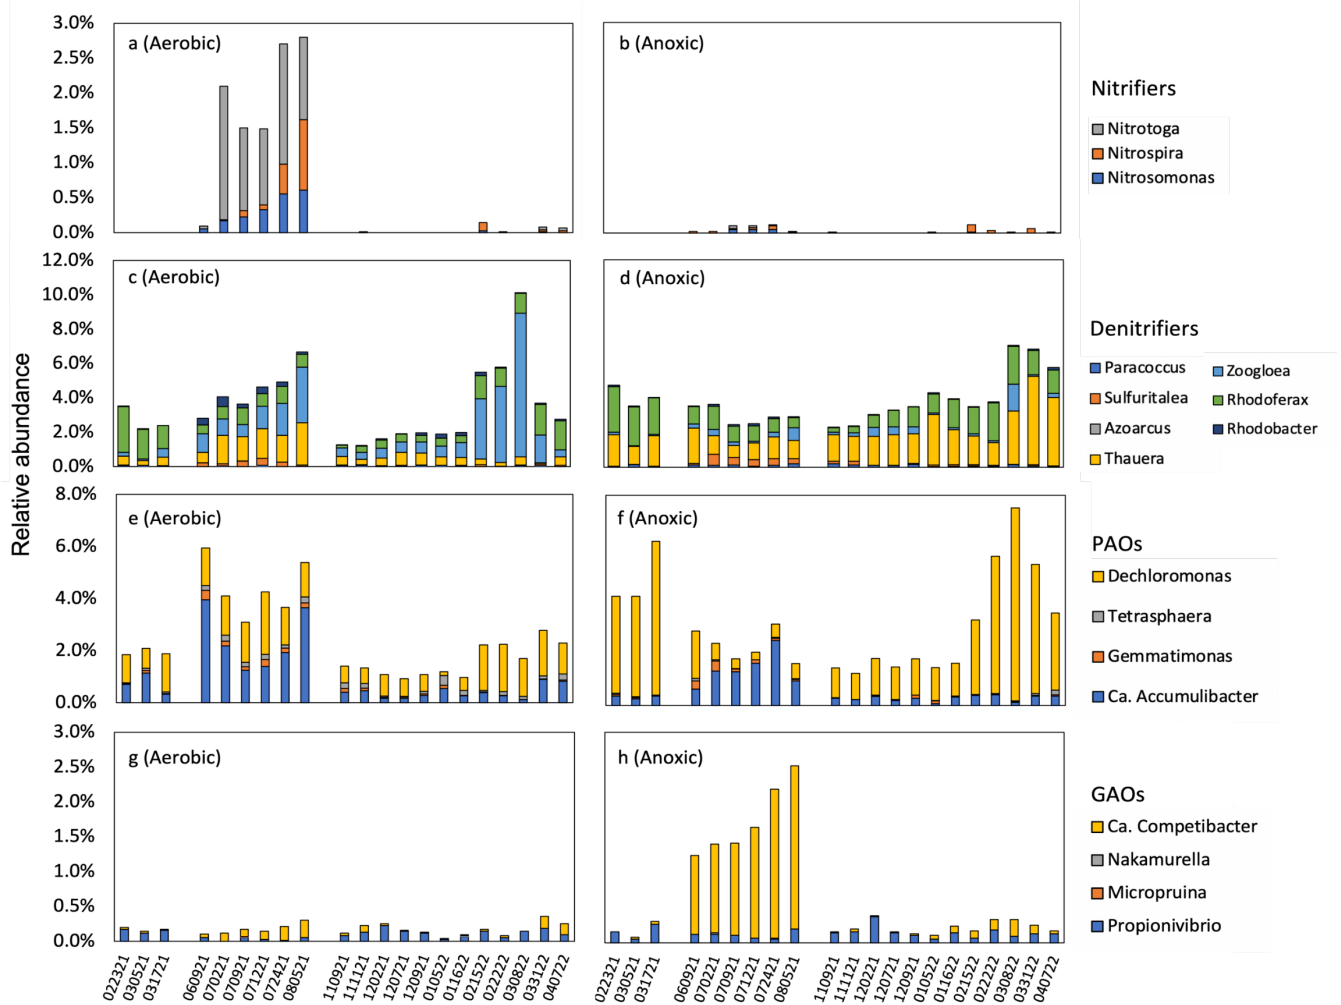 Relative abundance
3.0%
2.5%
2.0%
1.5%
1.0%
0.5%
0.0%
a (Aerobic)
b (Anoxic)
Nitrifiers
Nitrotoga
Nitrospira
Nitrosomonas
12.0%
10.0%
8.0%
6.0%
4.0%
2.0%
0.0%
c (Aerobic)
d (Anoxic)
Denitrifiers
Paracoccus
Zoogloea
Sulfuritalea
Rhodoferax
Azoarcus
Rhodobacter
Thauera
8.0%
6.0%
4.0%
2.0%
0.0%
e (Aerobic)
f (Anoxic)
PAOs
Dechloromonas
Tetrasphaera
Gemmatimonas
Ca. Accumulibacter
3.0%
2.5%
2.0%
1.5%
1.0%
0.5%
0.0%
g (Aerobic)
h (Anoxic)
GAOs
Ca. Competibacter
Nakamurella
Micropruina
Propionivibrio
022321
030521
031721
060921
070221
070921
071221
072421
080521
110921
111121
120221
120721
120921
010522
011622
021522
022222
030822
033122
040722
022321
030521
031721
060921
070221
070921
071221
072421
080521
110921
111121
120221
120721
120921
010522
011622
021522
022222
030822
033122
040722